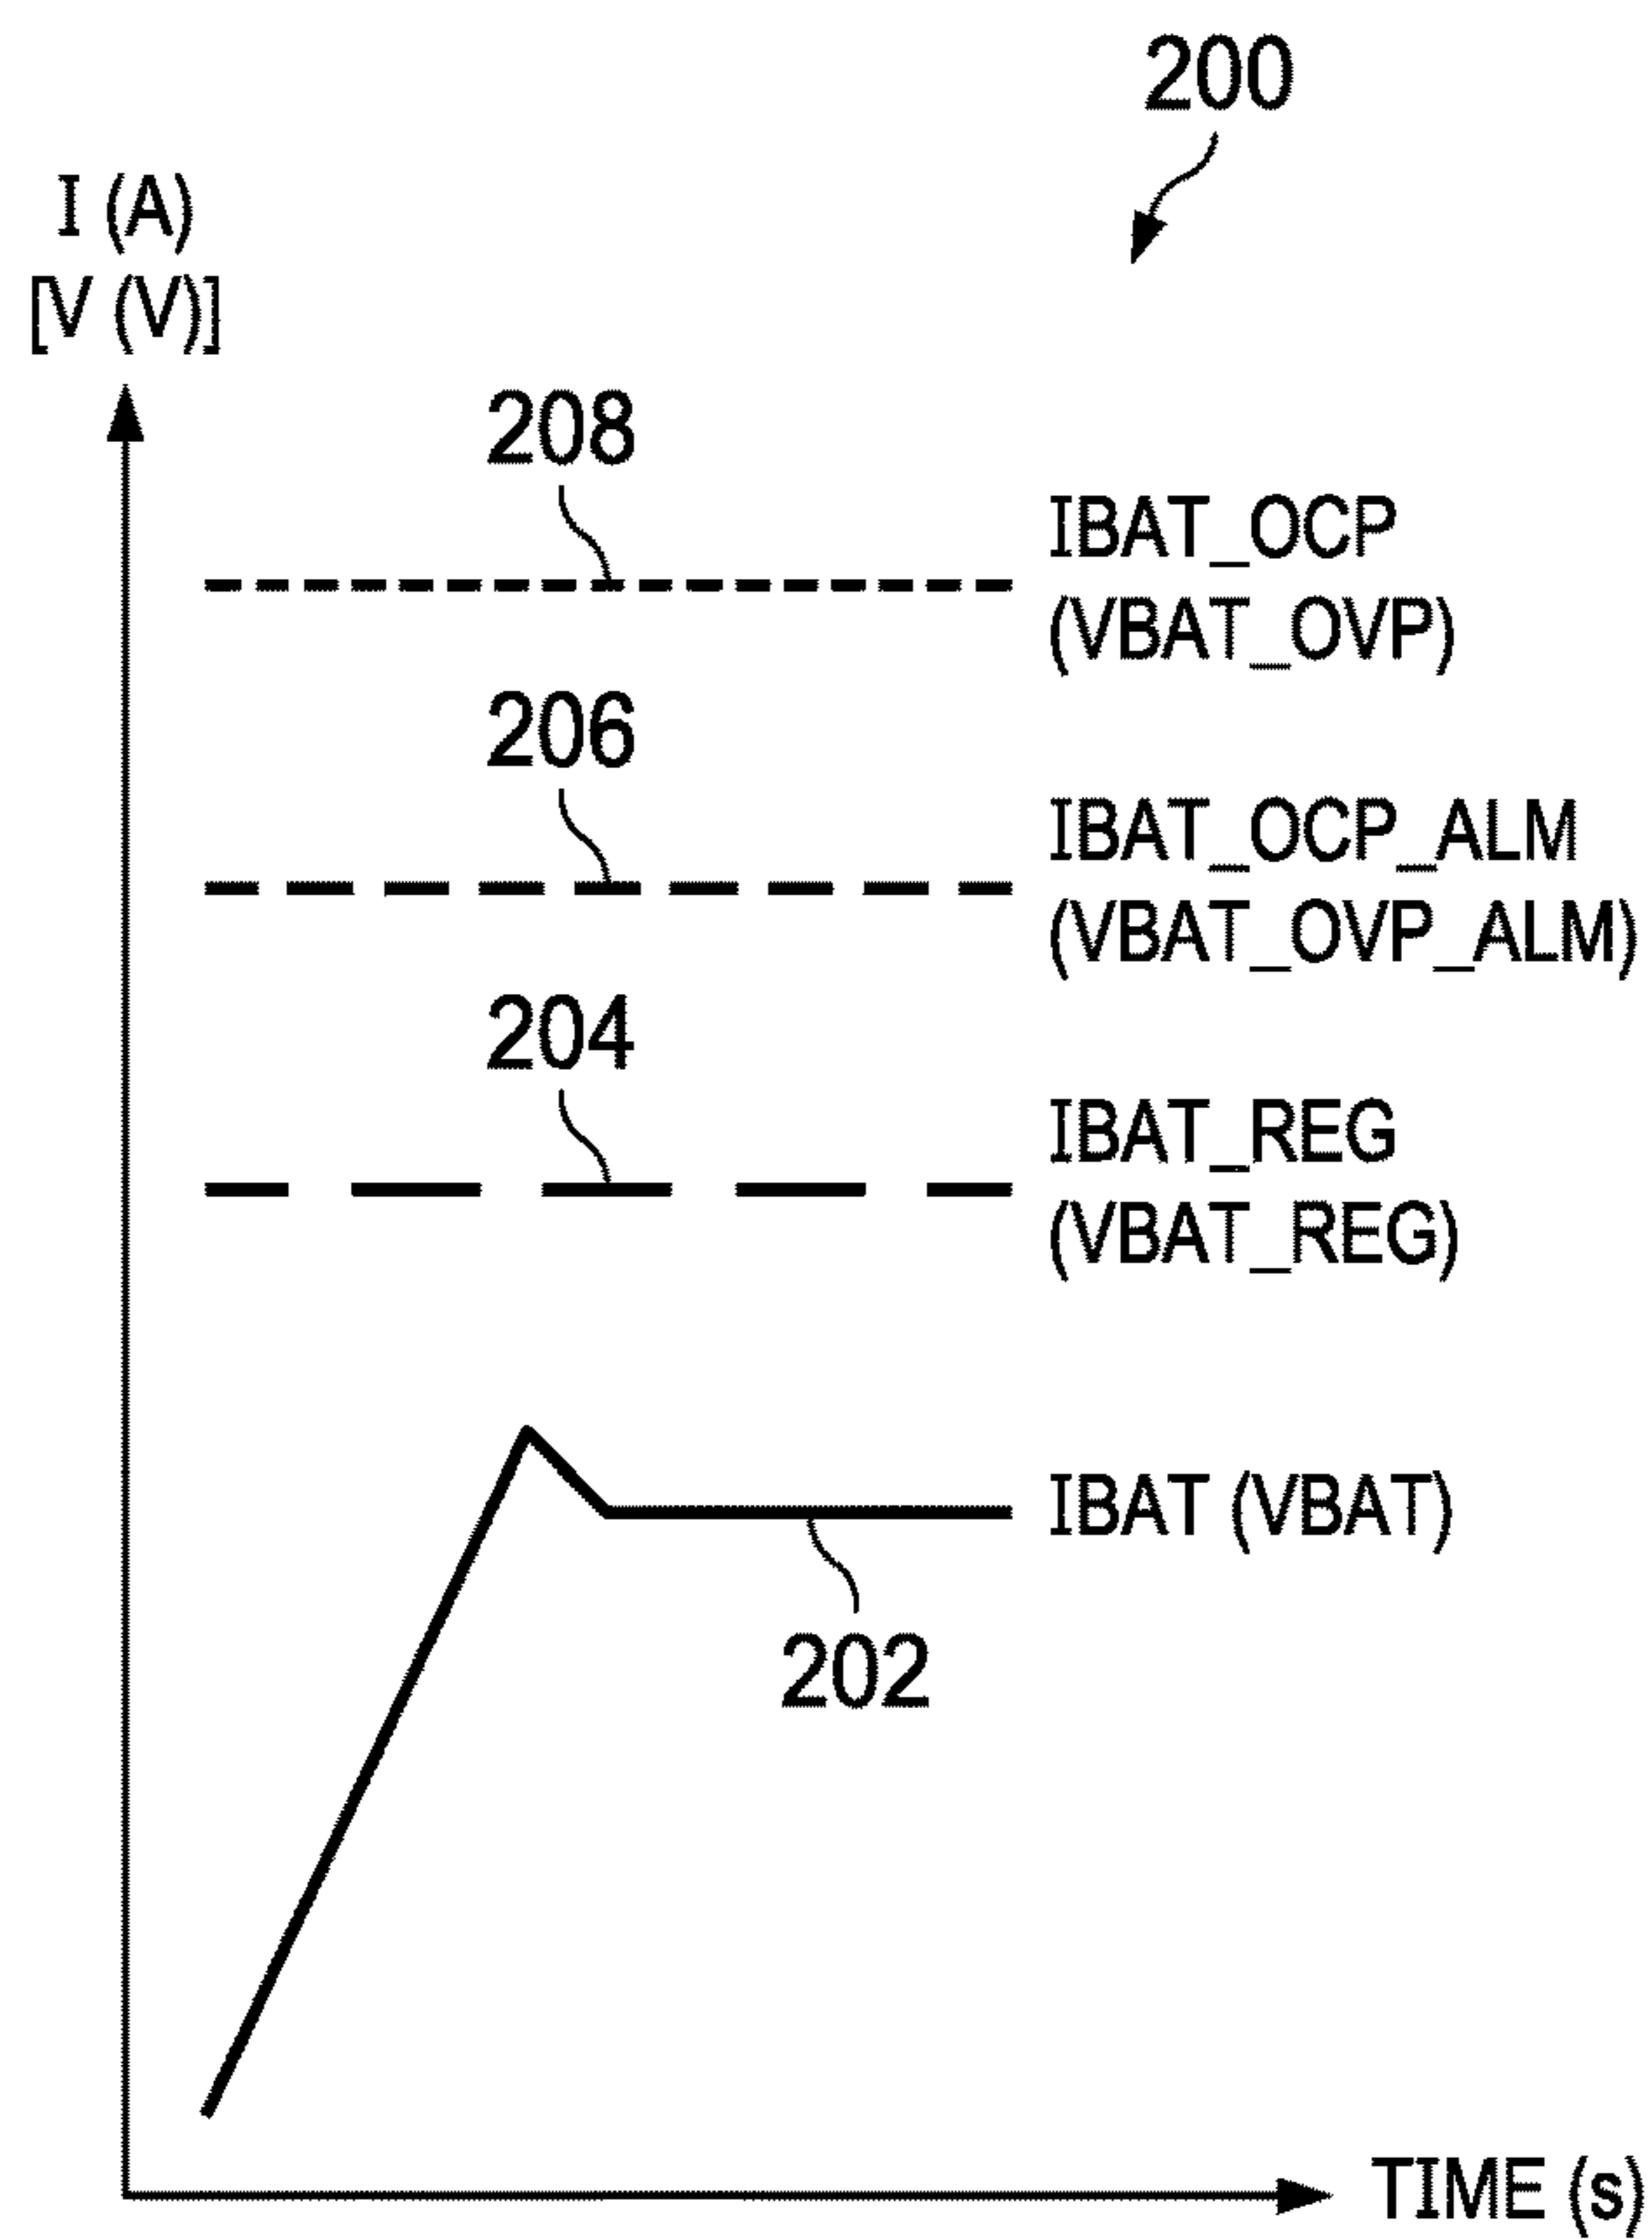 200
I (A)
[V (V)]
208
IBAT_OCP
(VBAT_OVP)
206
IBAT_OCP_ALM
(VBAT_OVP_ALM)
204
IBAT_REG
(VBAT_REG)
IBAT (VBAT)
202
TIME (s)